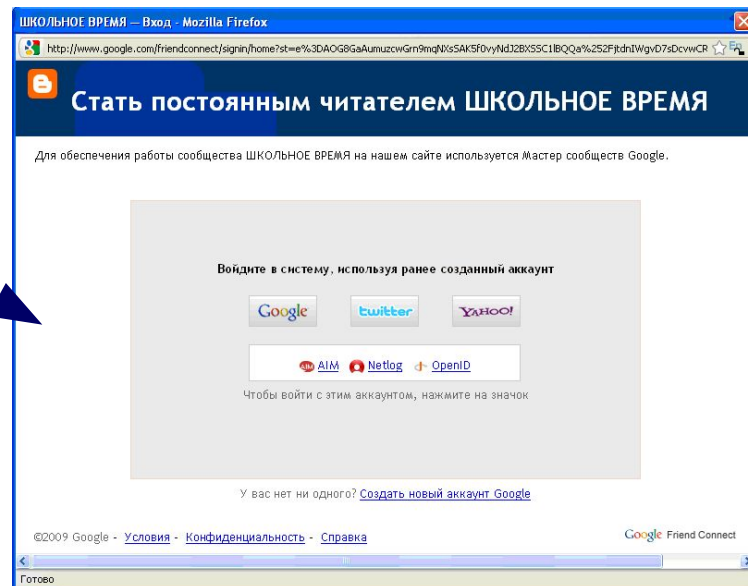 ШКОЛЬНОЕ ВРЕМЯ — Вход - Mozilla Firefox
http://www.google.com/friendconnect/signin/home?st=e%3DAOG8GaAumuzcwGrn9mqNXsSAK5f0vyNdJ2BXS5C1lBQQa%252FjtdnIWgvD7sDcvwCR
Стать постоянным читателем ШКОЛЬНОЕ ВРЕМЯ
Для обеспечения работы сообщества ШКОЛЬНОЕ ВРЕМЯ на нашем сайте используется Мастер сообществ Google.
Войдите в систему, используя ранее созданный аккаунт
Google twitter YAHOO!
AIM AIM Netlog OpenID
Чтобы войти с этим аккаунтом, нажмите на значок
У вас нет ни одного? Создать новый аккаунт Google
©2009 Google - Условия - Конфиденциальность - Справка Google Friend Connect
Готово